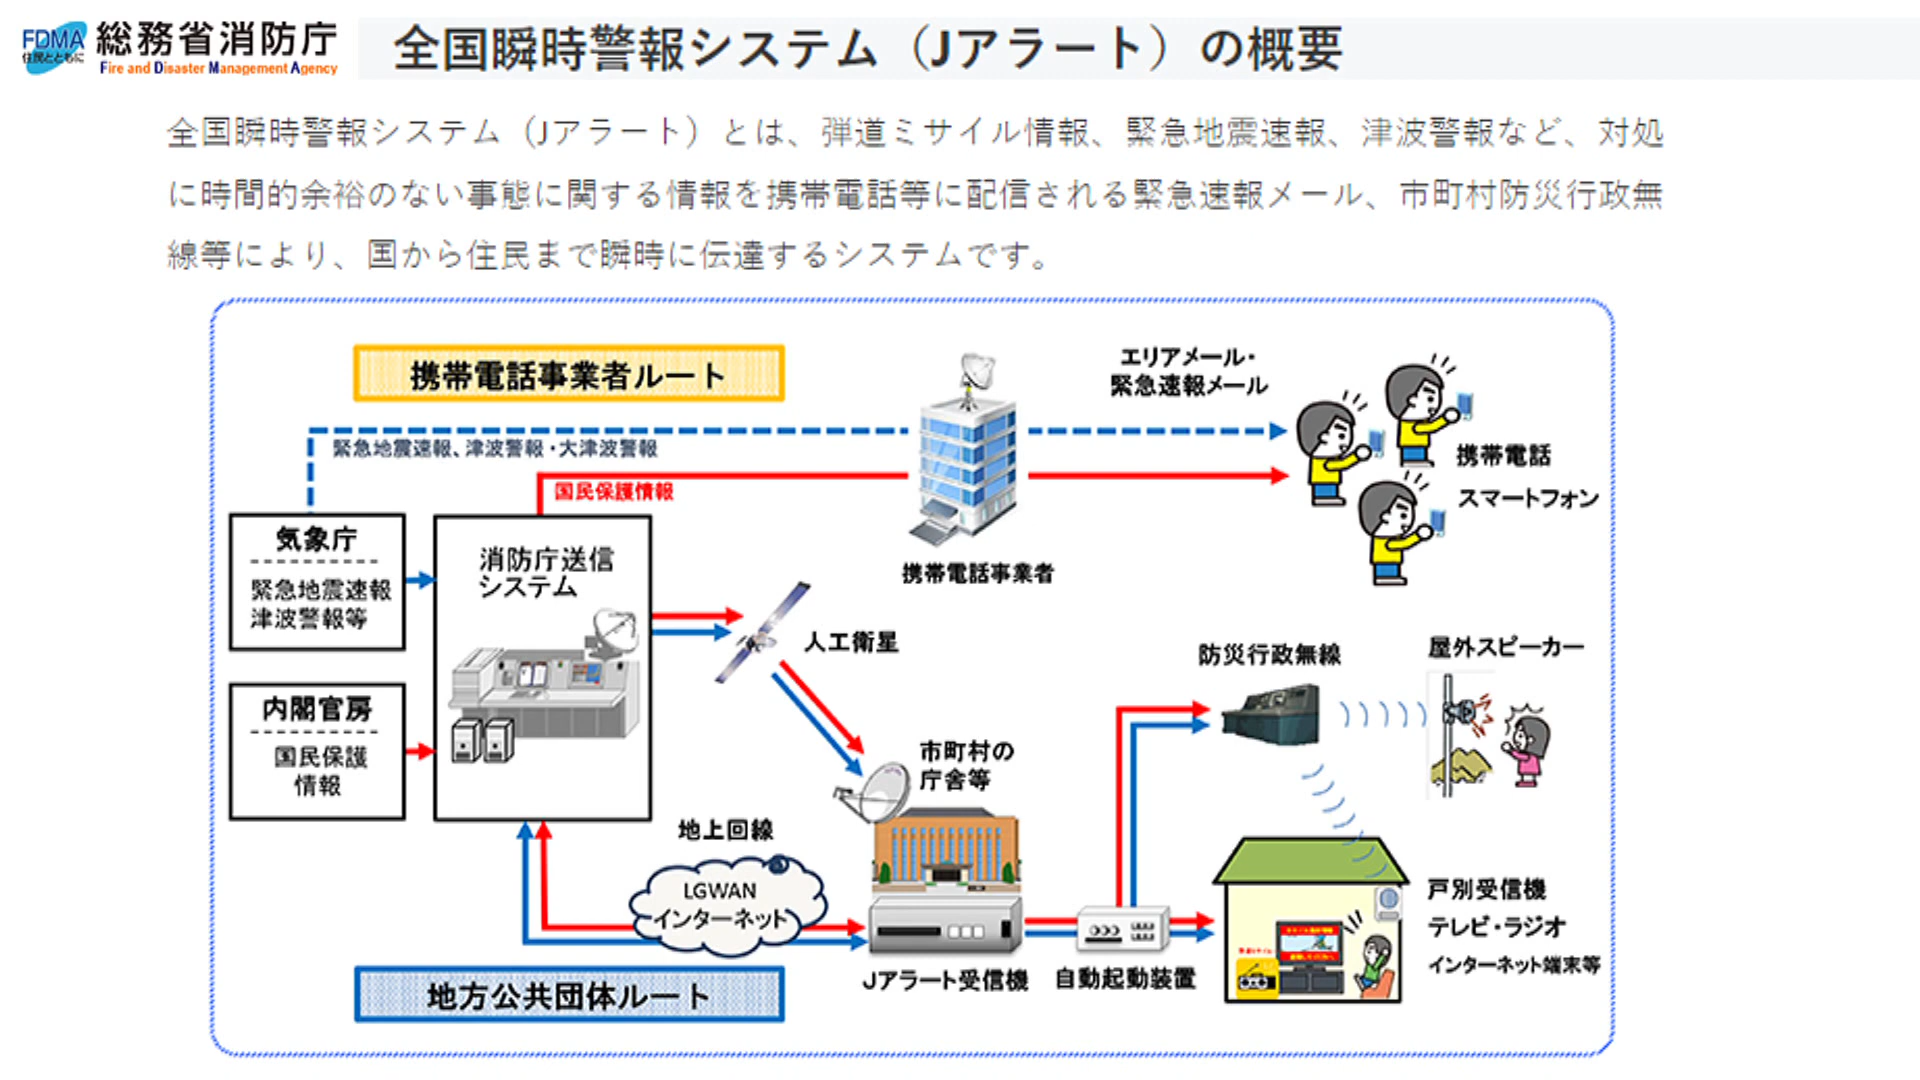 FDMA
住民とともに
総務省消防庁
Fire and Disaster Management Agency
全国瞬時警報システム（Jアラート）の概要
全国瞬時警報システム（Jアラート）とは、弾道ミサイル情報、緊急地震速報、津波警報など、対処
に時間的余裕のない事態に関する情報を携帯電話等に配信される緊急速報メール、市町村防災行政無
線等により、国から住民まで瞬時に伝達するシステムです。
携帯電話事業者ルート
エリアメール・
緊急速報メール
緊急地震速報、津波警報・大津波警報
国民保護情報
携帯電話
スマートフォン
携帯電話事業者
気象庁
緊急地震速報
津波警報等
消防庁送信
システム
内閣官房
国民保護
情報
人工衛星
防災行政無線
屋外スピーカー
市町村の
庁舎等
地上回線
LGWAN
インターネット
戸別受信機
テレビ・ラジオ
インターネット端末等
Jアラート受信機
自動起動装置
地方公共団体ルート